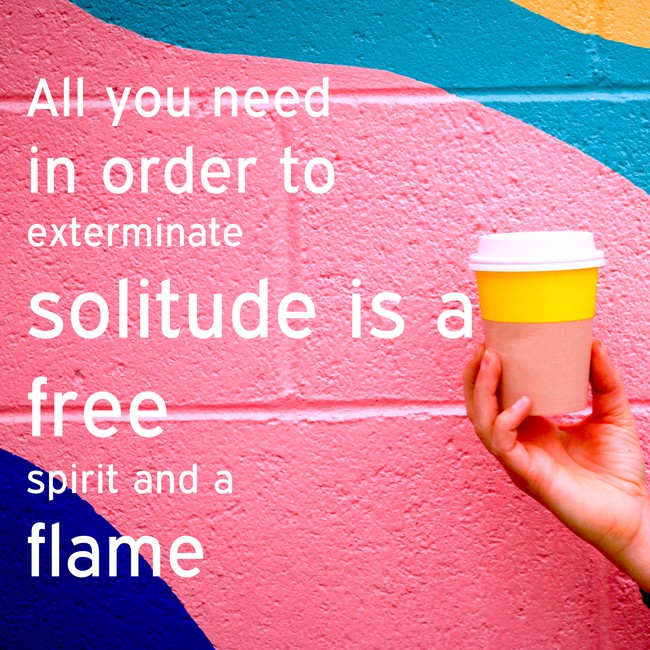 All you need
in order to
exterminate
solitude is a
free
spirit and a
flame